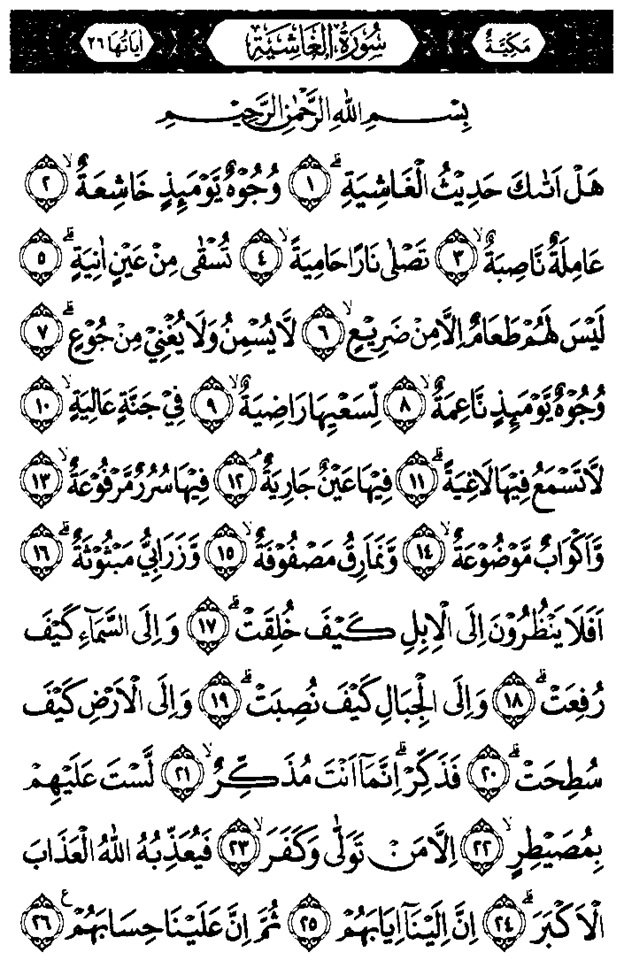 مَكِيَّةٌ سُورَةُ الْغَاشِيَةِ اٰيَاتُهَا ٢٦
بِسْمِ اللّٰهِ الرَّحْمٰنِ الرَّحِيْمِ
هَلْ اَتٰىكَ حَدِيْثُ الْغَاشِيَةِۗ ١ وُجُوْهٌ يَّوْمَىِٕذٍ خَاشِعَةٌۙ ٢
عَامِلَةٌ نَّاصِبَةٌۙ ٣ تَصْلٰى نَارًا حَامِيَةًۙ ٤ تُسْقٰى مِنْ عَيْنٍ اٰنِيَةٍۗ ٥
لَيْسَ لَهُمْ طَعَامٌ اِلَّا مِنْ ضَرِيْعٍۙ ٦ لَّا يُسْمِنُ وَلَا يُغْنِيْ مِنْ جُوْعٍۗ ٧
وُجُوْهٌ يَّوْمَىِٕذٍ نَّاعِمَةٌۙ ٨ لِّسَعْيِهَا رَاضِيَةٌۙ ٩ فِيْ جَنَّةٍ عَالِيَةٍۙ ١٠
لَّا تَسْمَعُ فِيْهَا لَاغِيَةًۗ ١١ فِيْهَا عَيْنٌ جَارِيَةٌۘ ١٢ فِيْهَا سُرُرٌ مَّرْفُوْعَةٌۙ ١٣
وَّاَكْوَابٌ مَّوْضُوْعَةٌۙ ١٤ وَّنَمَارِقُ مَصْفُوْفَةٌۙ ١٥ وَّزَرَابِيُّ مَبْثُوْثَةٌۗ ١٦
اَفَلَا يَنْظُرُوْنَ اِلَى الْاِبِلِ كَيْفَ خُلِقَتْۗ ١٧ وَاِلَى السَّمَاۤءِ كَيْفَ
رُفِعَتْۗ ١٨ وَاِلَى الْجِبَالِ كَيْفَ نُصِبَتْۗ ١٩ وَاِلَى الْاَرْضِ كَيْفَ
سُطِحَتْۗ ٢٠ فَذَكِّرْۗ اِنَّمَآ اَنْتَ مُذَكِّرٌۙ ٢١ لَّسْتَ عَلَيْهِمْ
بِمُصَيْطِرٍۙ ٢٢ اِلَّا مَنْ تَوَلّٰى وَكَفَرَۙ ٢٣ فَيُعَذِّبُهُ اللّٰهُ الْعَذَابَ
الْاَكْبَرَۗ ٢٤ اِنَّ اِلَيْنَآ اِيَابَهُمْ ٢٥ ثُمَّ اِنَّ عَلَيْنَا حِسَابَهُمْ ࣖ ٢٦